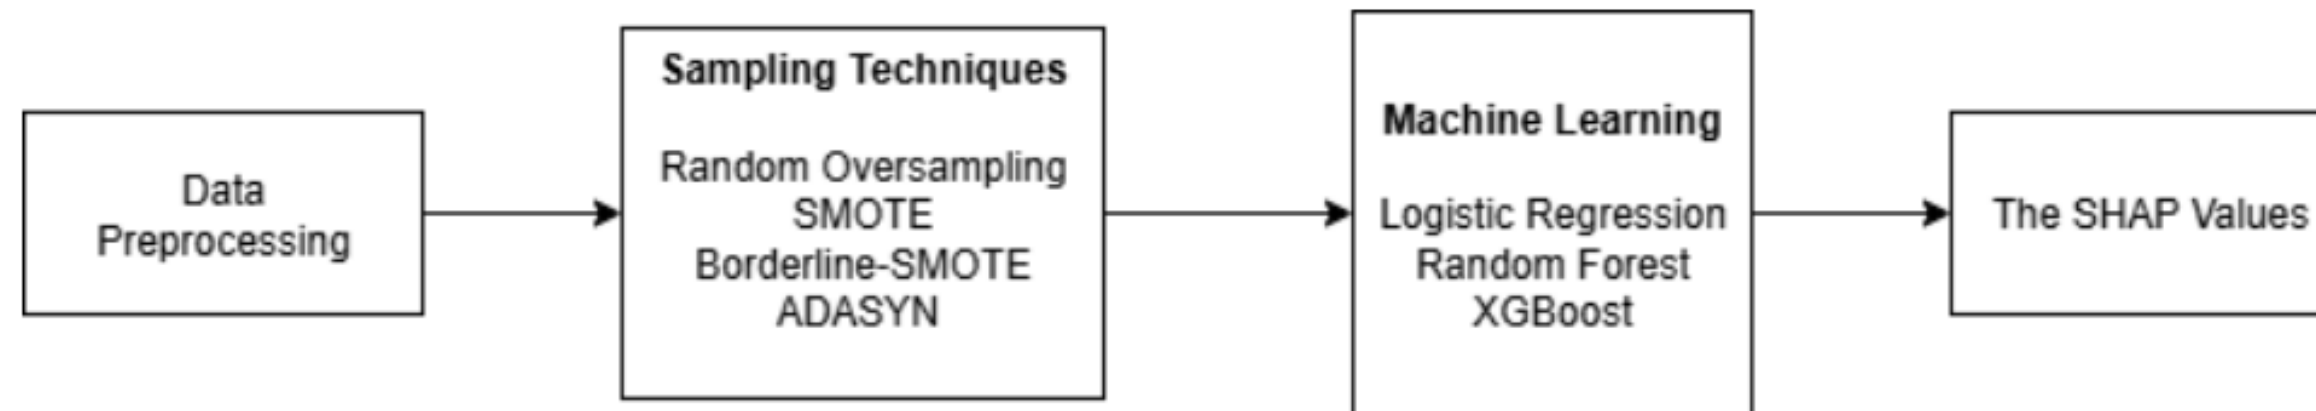 Data
Preprocessing
Sampling Techniques
Random Oversampling
SMOTE
Borderline-SMOTE
ADASYN
Machine Learning
Logistic Regression
Random Forest
XGBoost
The SHAP Values